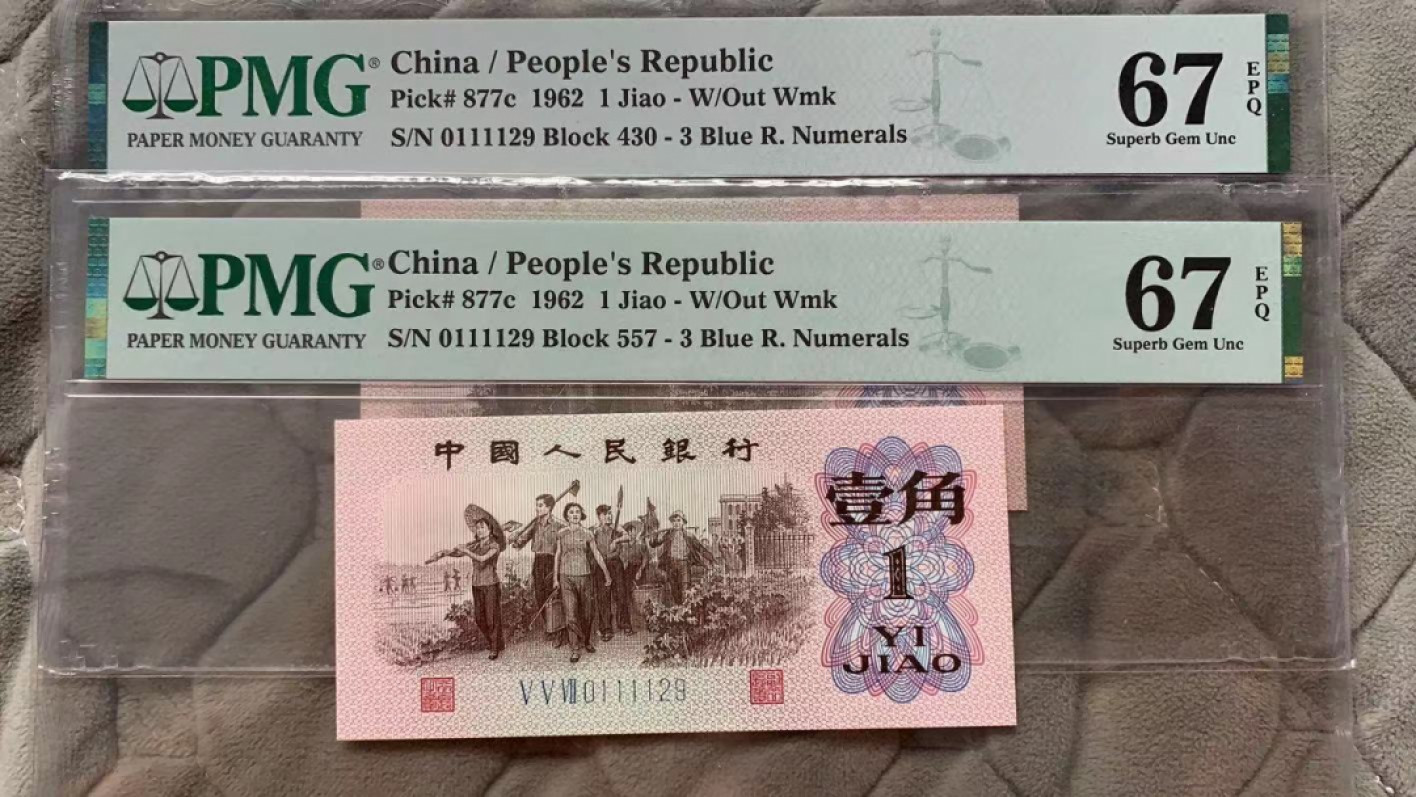 PMG® China / People's Republic
Pick# 877c 1962 1 Jiao - W/Out Wmk
PAPER MONEY GUARANTY
S/N 0111129 Block 430 - 3 Blue R. Numerals
67
EPQ
Superb Gem Unc
PMG® China / People's Republic
Pick# 877c 1962 1 Jiao - W/Out Wmk
PAPER MONEY GUARANTY
S/N 0111129 Block 557 - 3 Blue R. Numerals
67
EPQ
Superb Gem Unc
中國人民銀行
壹角
1
YI
JIAO
V V VII 0111129